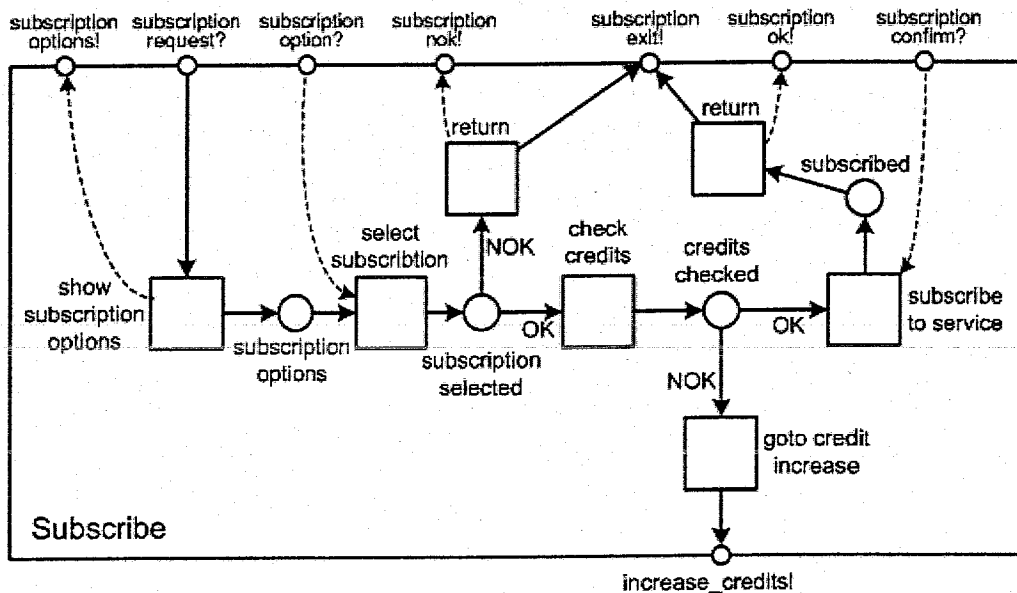 subscription
options!
subscription
request?
subscription
option?
subscription
nok!
subscription
exit!
subscription
ok!
subscription
confirm?
return
return
subscribed
select
subscribtion
NOK
check
credits
credits
checked
show
subscription
options
subscription
options
subscription
selected
OK
OK
subscribe
to service
NOK
goto credit
increase
Subscribe
increase_credits!